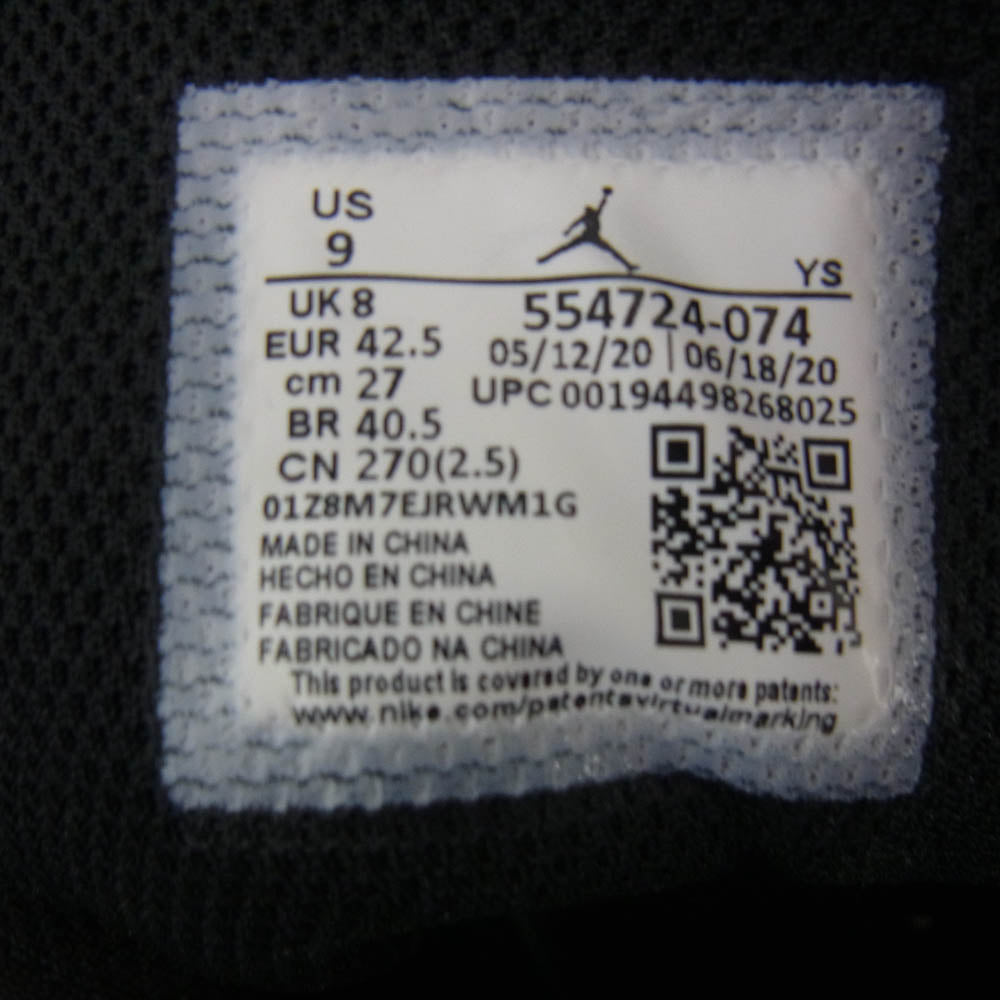 US
9
YS
UK 8
EUR 42.5
cm 27
BR 40.5
CN 270(2.5)
554724-074
05/12/20 | 06/18/20
UPC 00194498268025
01Z8M7EJRWM1G
MADE IN CHINA
HECHO EN CHINA
FABRIQUE EN CHINE
FABRICADO NA CHINA
This product is covered by one or more patents:
www.nike.com/patentsvirtualmarking